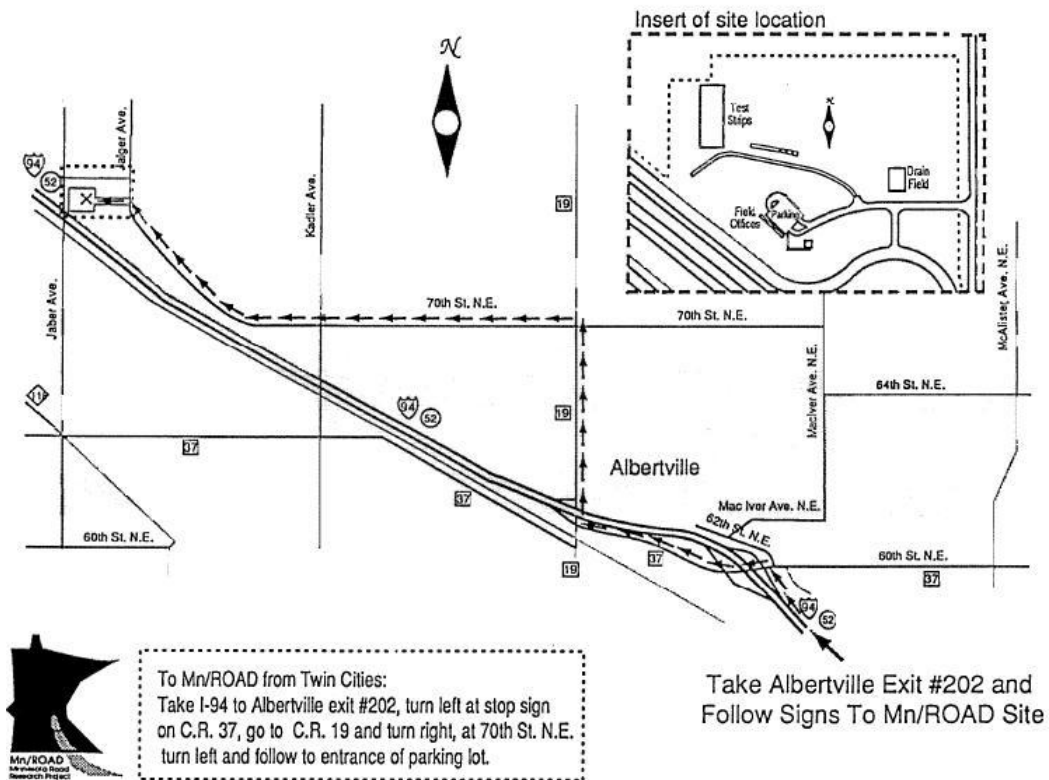 Insert of site location
N
Test
Strips
N
Drain
Field
Field
Offices
Parking
94
52
Jalger Ave.
Kadler Ave.
19
Jaber Ave.
70th St. N.E.
70th St. N.E.
McAlister Ave. N.E.
MacIver Ave. N.E.
64th St. N.E.
94
52
19
37
Albertville
37
Mac Iver Ave. N.E.
62th St. N.E.
60th St. N.E.
37
60th St. N.E.
37
19
94
52
To Mn/ROAD from Twin Cities:
Take I-94 to Albertville exit #202, turn left at stop sign
on C.R. 37, go to C.R. 19 and turn right, at 70th St. N.E.
turn left and follow to entrance of parking lot.
Take Albertville Exit #202 and
Follow Signs To Mn/ROAD Site
Mn/ROAD
Minnesota Road
Research Project